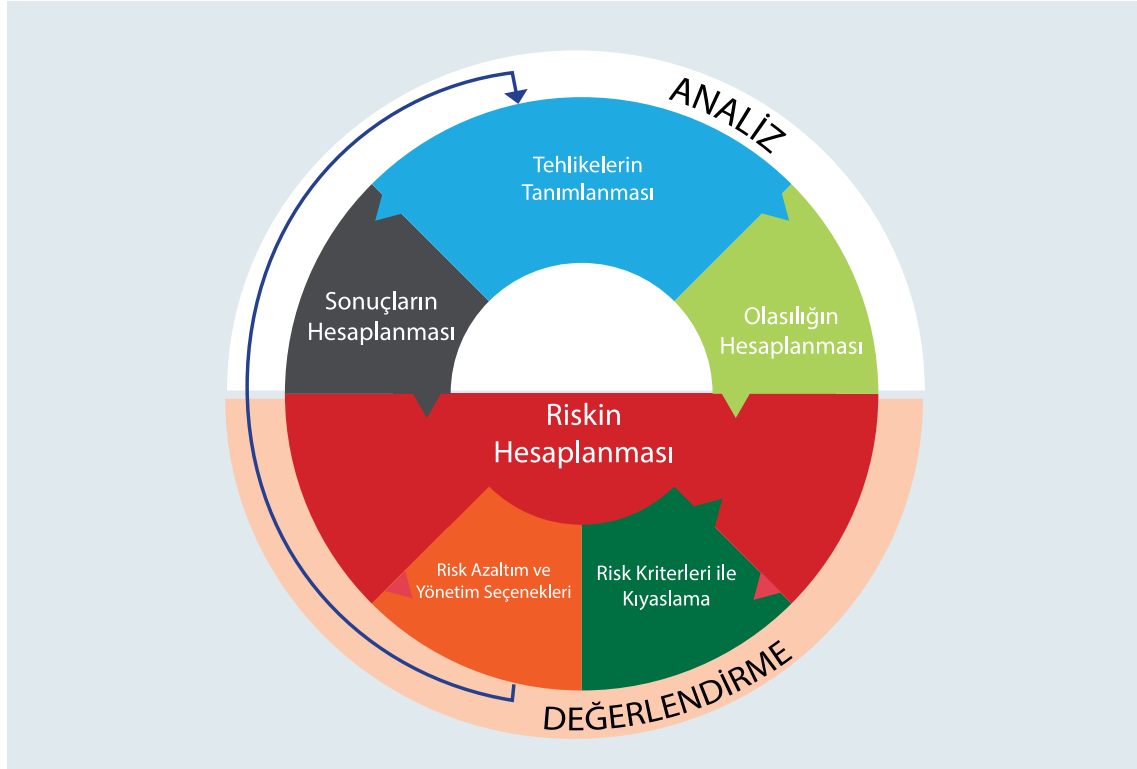 ANALİZ
Tehlikelerin
Tanımlanması
Sonuçların
Hesaplanması
Olasılığın
Hesaplanması
Riskin
Hesaplanması
Risk Azaltım ve
Yönetim Seçenekleri
Risk Kriterleri ile
Kıyaslama
DEĞERLENDİRME